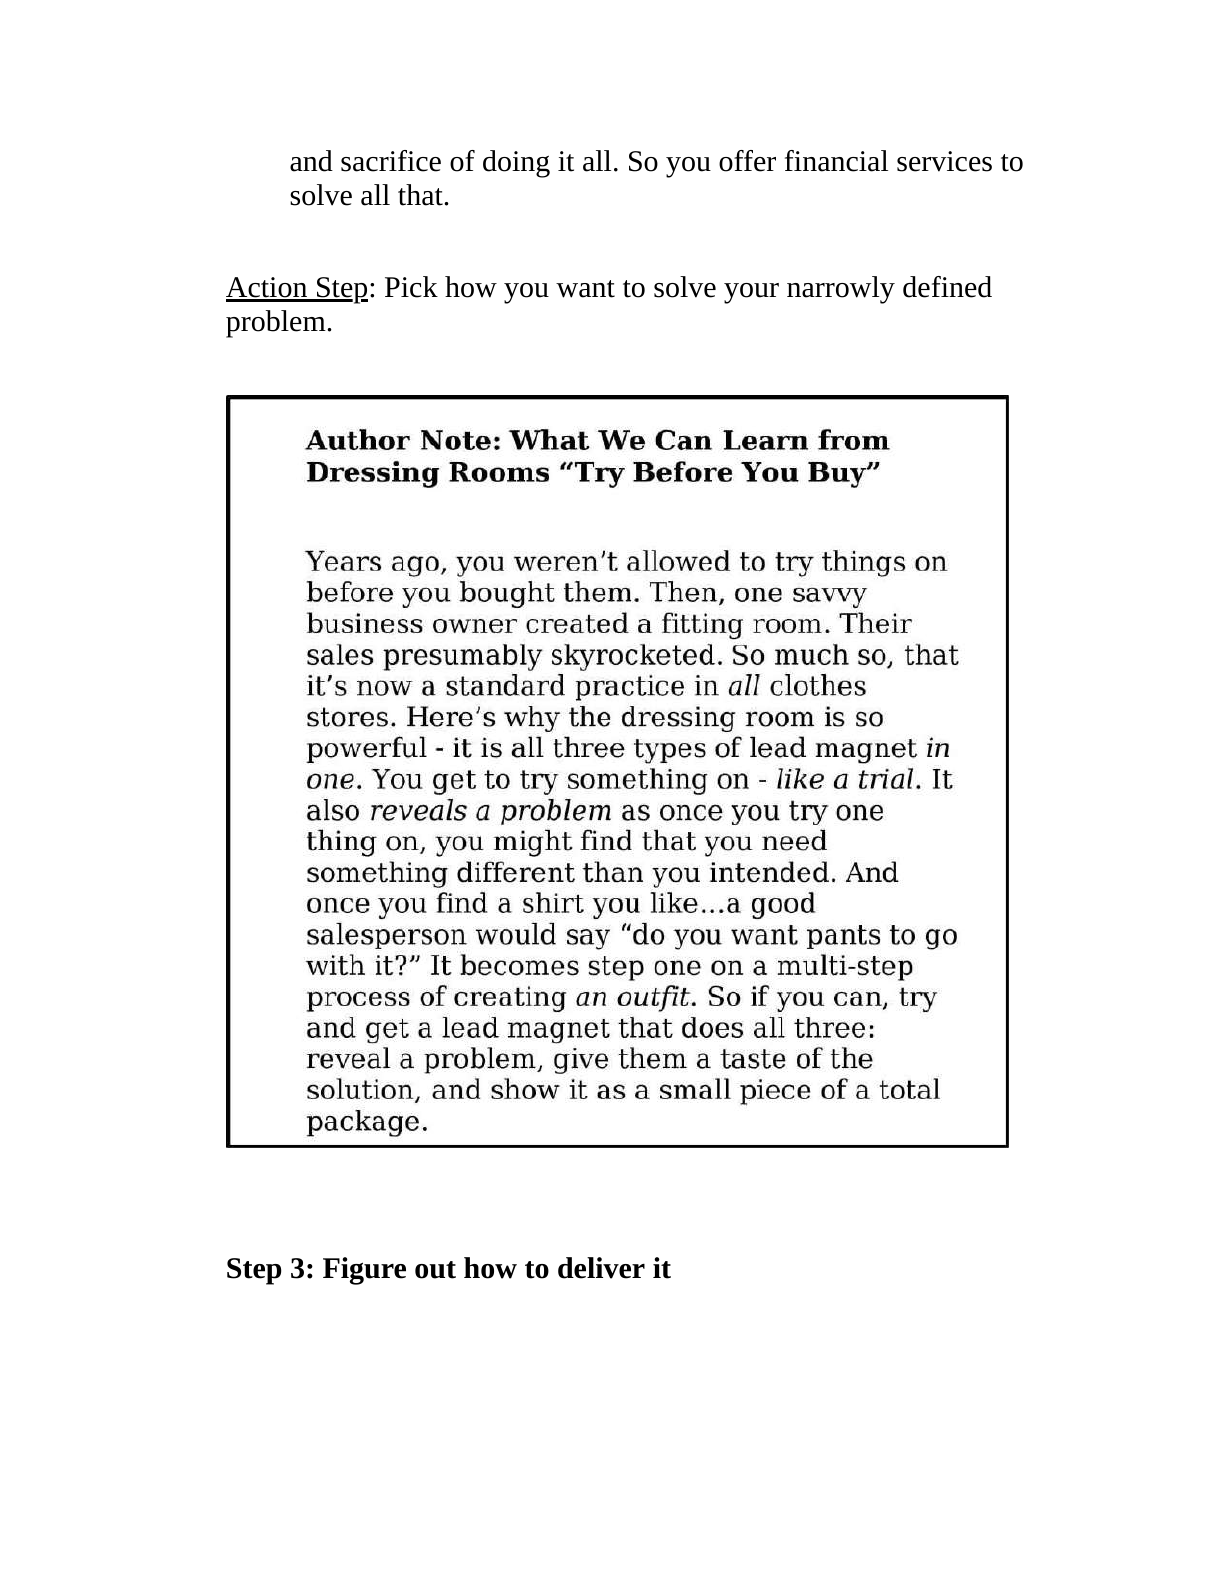 and sacrifice of doing it all. So you offer financial services to
solve all that.
Action Step: Pick how you want to solve your narrowly defined
problem.
Author Note: What We Can Learn from
Dressing Rooms “Try Before You Buy”
Years ago, you weren’t allowed to try things on
before you bought them. Then, one savvy
business owner created a fitting room. Their
sales presumably skyrocketed. So much so, that
it’s now a standard practice in all clothes
stores. Here’s why the dressing room is so
powerful - it is all three types of lead magnet in
one. You get to try something on - like a trial. It
also reveals a problem as once you try one
thing on, you might find that you need
something different than you intended. And
once you find a shirt you like...a good
salesperson would say “do you want pants to go
with it?” It becomes step one on a multi-step
process of creating an outfit. So if you can, try
and get a lead magnet that does all three:
reveal a problem, give them a taste of the
solution, and show it as a small piece of a total
package.
Step 3: Figure out how to deliver it